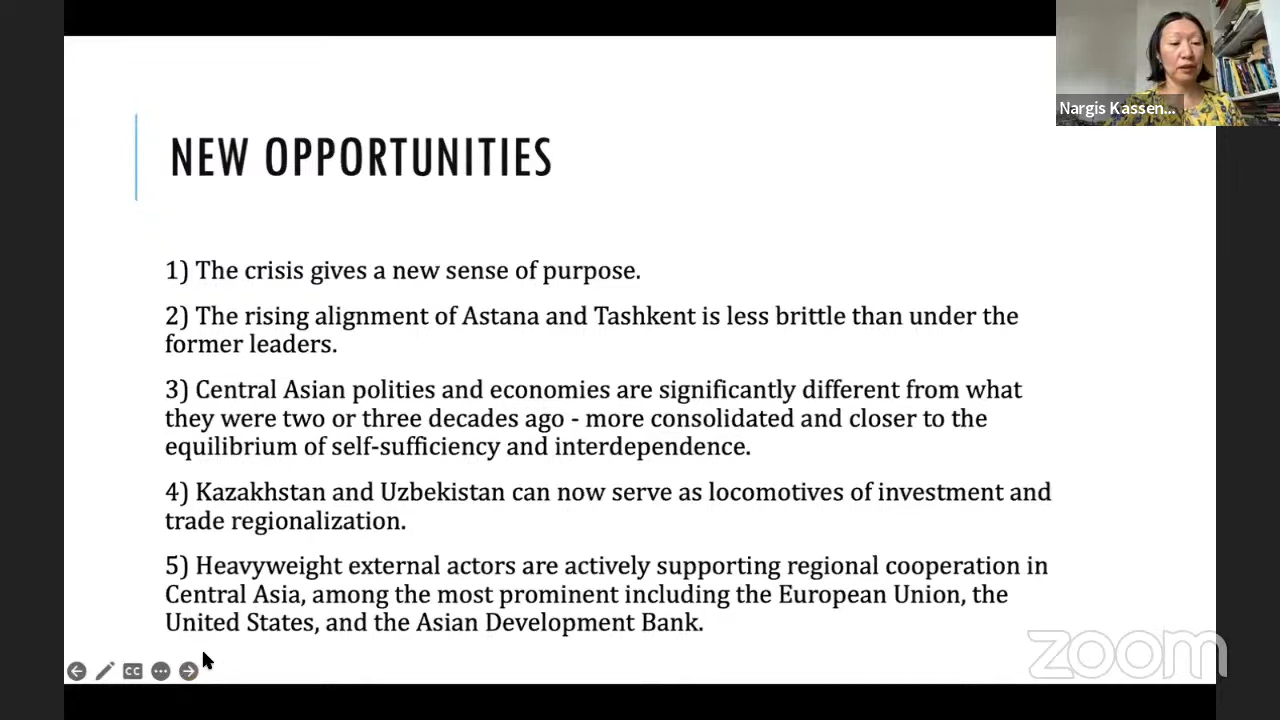 Nargis Kassen...
NEW OPPORTUNITIES
1) The crisis gives a new sense of purpose.
2) The rising alignment of Astana and Tashkent is less brittle than under the
former leaders.
3) Central Asian polities and economies are significantly different from what
they were two or three decades ago - more consolidated and closer to the
equilibrium of self-sufficiency and interdependence.
4) Kazakhstan and Uzbekistan can now serve as locomotives of investment and
trade regionalization.
5) Heavyweight external actors are actively supporting regional cooperation in
Central Asia, among the most prominent including the European Union, the
United States, and the Asian Development Bank.
CC
zoom